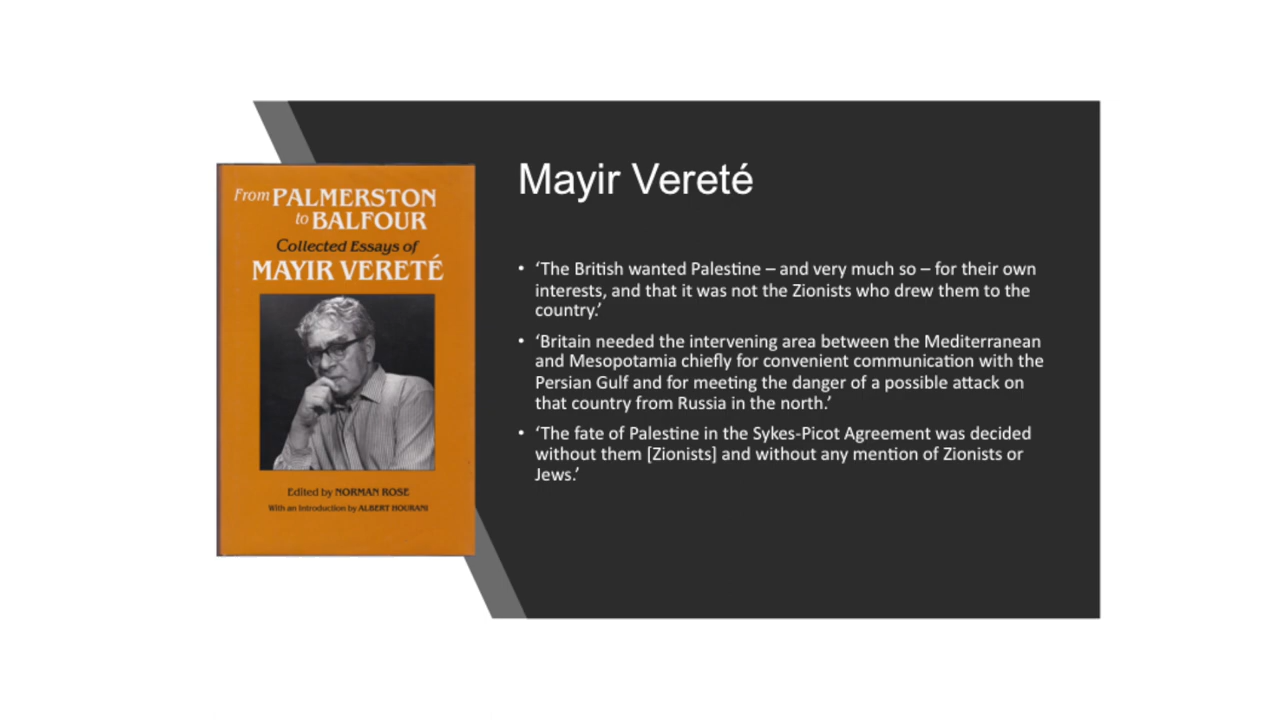 From PALMERSTON
to BALFOUR
Collected Essays of
MAYIR VERETÉ
Edited by NORMAN ROSE
With an Introduction by ALBERT HOURANI
Mayir Vereté
• ‘The British wanted Palestine – and very much so – for their own
interests, and that it was not the Zionists who drew them to the
country.’
• ‘Britain needed the intervening area between the Mediterranean
and Mesopotamia chiefly for convenient communication with the
Persian Gulf and for meeting the danger of a possible attack on
that country from Russia in the north.’
• ‘The fate of Palestine in the Sykes-Picot Agreement was decided
without them [Zionists] and without any mention of Zionists or
Jews.’